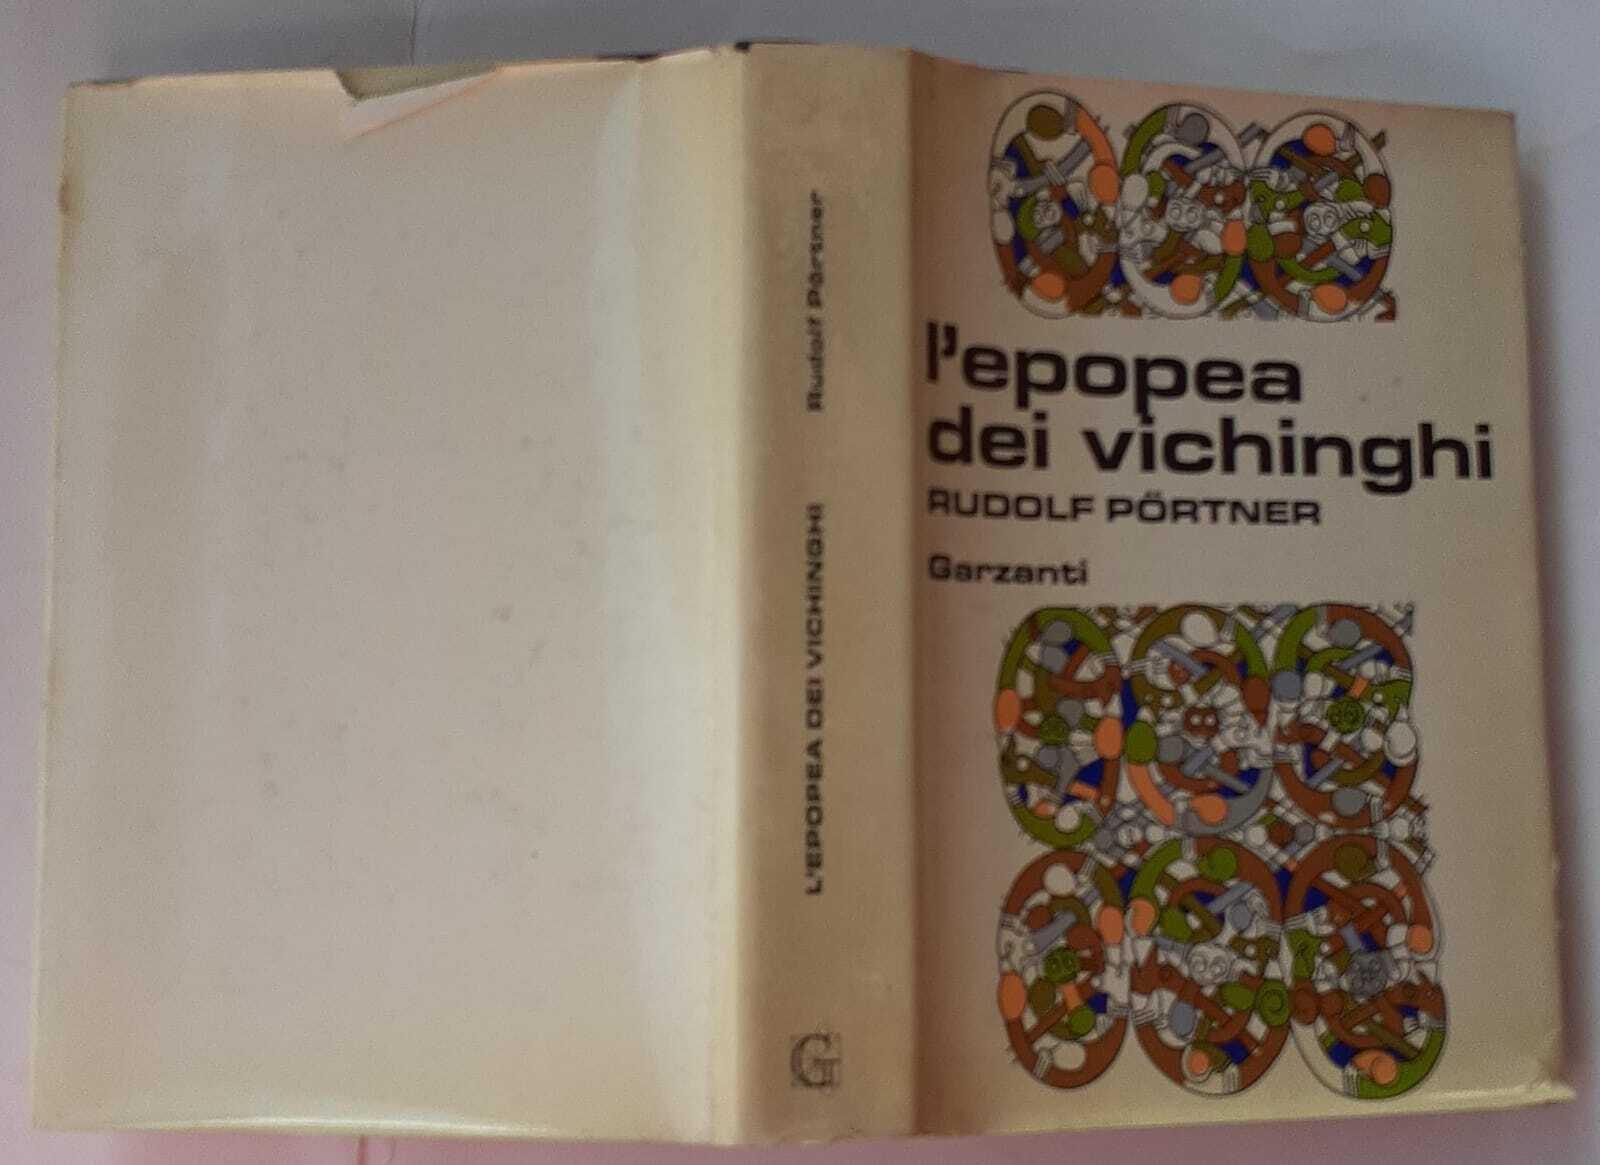 l'epopea
dei vichinghi
RUDOLF PÖRTNER
Garzanti
L'EPOPEA DEI VICHINGHI Rudolf Pörtner
G